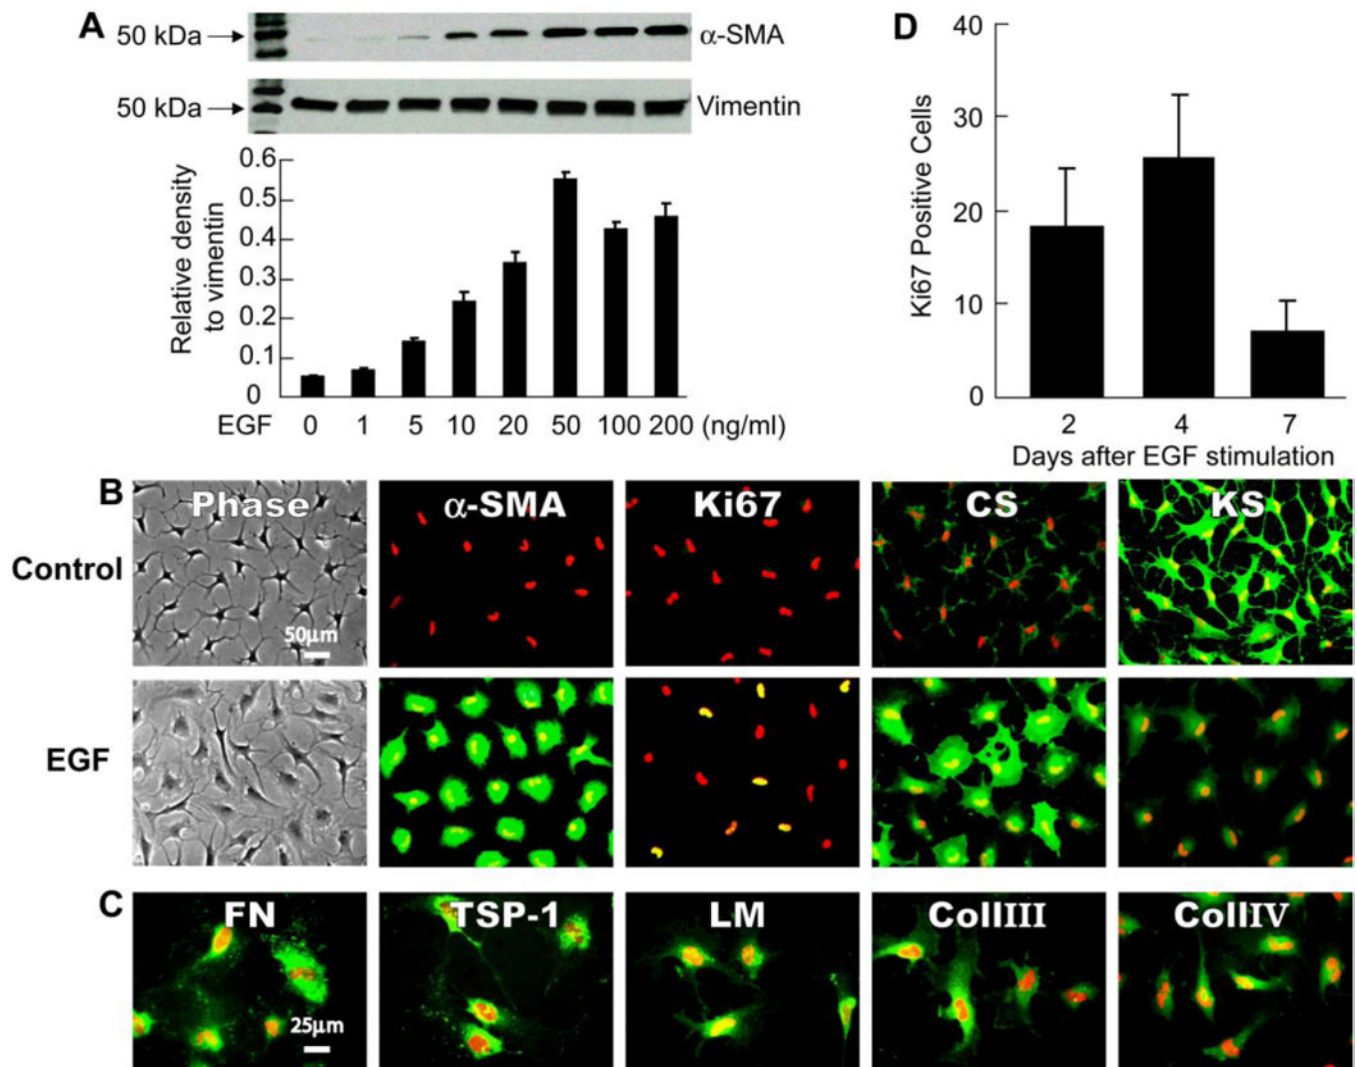 A
50 kDa
α-SMA
50 kDa
Vimentin
Relative density
to vimentin
0.6
0.5
0.4
0.3
0.2
0.1
0
EGF 0 1 5 10 20 50 100 200 (ng/ml)
D
Ki67 Positive Cells
40
30
20
10
0
2 4 7
Days after EGF stimulation
B
Phase α-SMA Ki67 CS KS
Control
50μm
EGF
C
FN TSP-1 LM CollIII CollIV
25μm